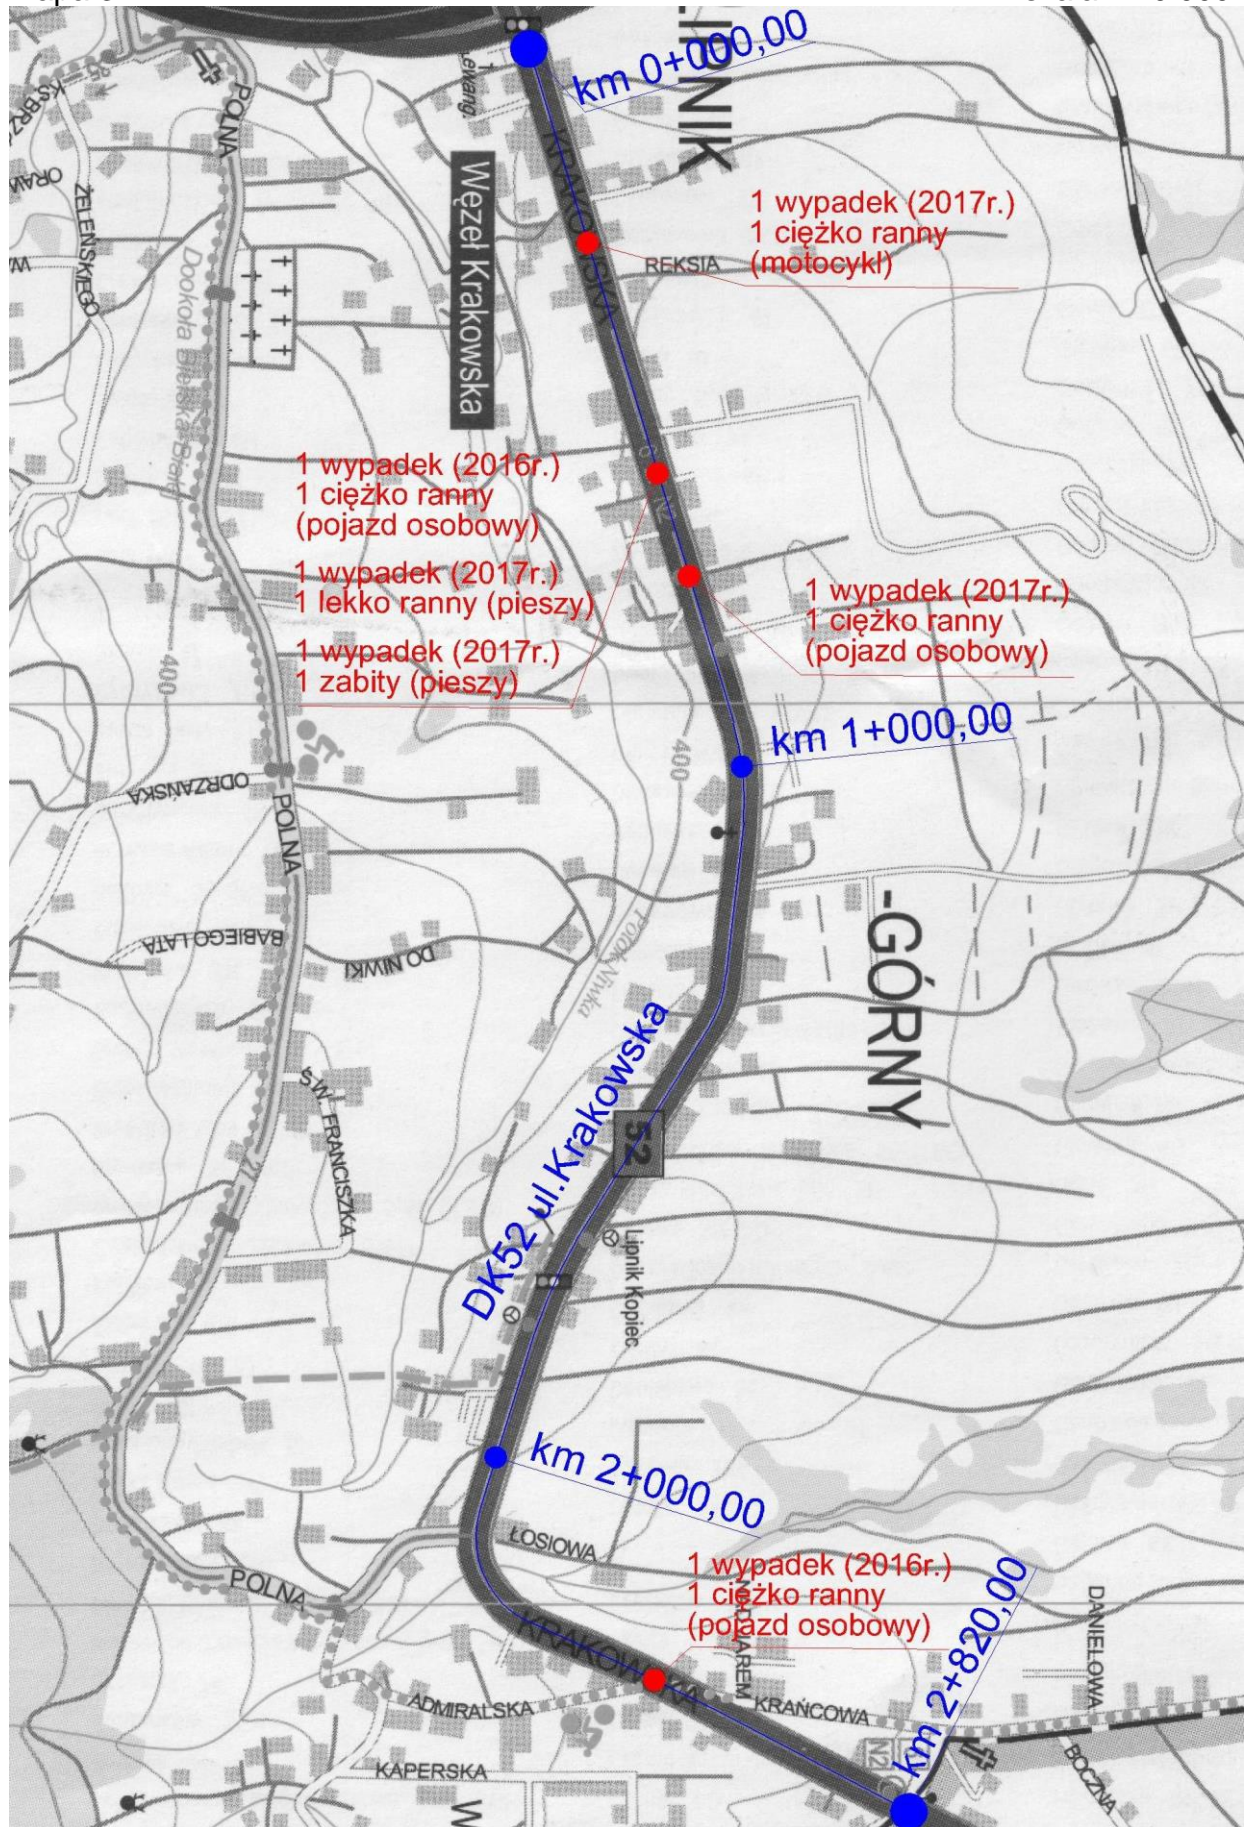 km 0+000,00
LIPNIK
Ewang.
POLNA
KRAKOWSKA
ŻELEŃSKIEGO
Węzeł Krakowska
1 wypadek (2017r.)
1 ciężko ranny
(motocykl)
REKSIA
Dookoła Bielska-Białej
1 wypadek (2016r.)
1 ciężko ranny
(pojazd osobowy)
1 wypadek (2017r.)
1 lekko ranny (pieszy)
1 wypadek (2017r.)
1 zabity (pieszy)
1 wypadek (2017r.)
1 ciężko ranny
(pojazd osobowy)
400
400
km 1+000,00
ODRZAŃSKA
POLNA
BABIEGO LATA
DO NIWKI
Potok Niwka
-GÓRNY
DK52 ul.Krakowska
52
ŚW. FRANCISZKA
Lipnik Kopiec
km 2+000,00
ŁOSIOWA
POLNA
1 wypadek (2016r.)
1 ciężko ranny
(pojazd osobowy)
km 2+820,00
DANIELOWA
KRAKOWSKA
ADMIRALSKA
KRAŃCOWA
KAPERSKA
BOCZNA
W